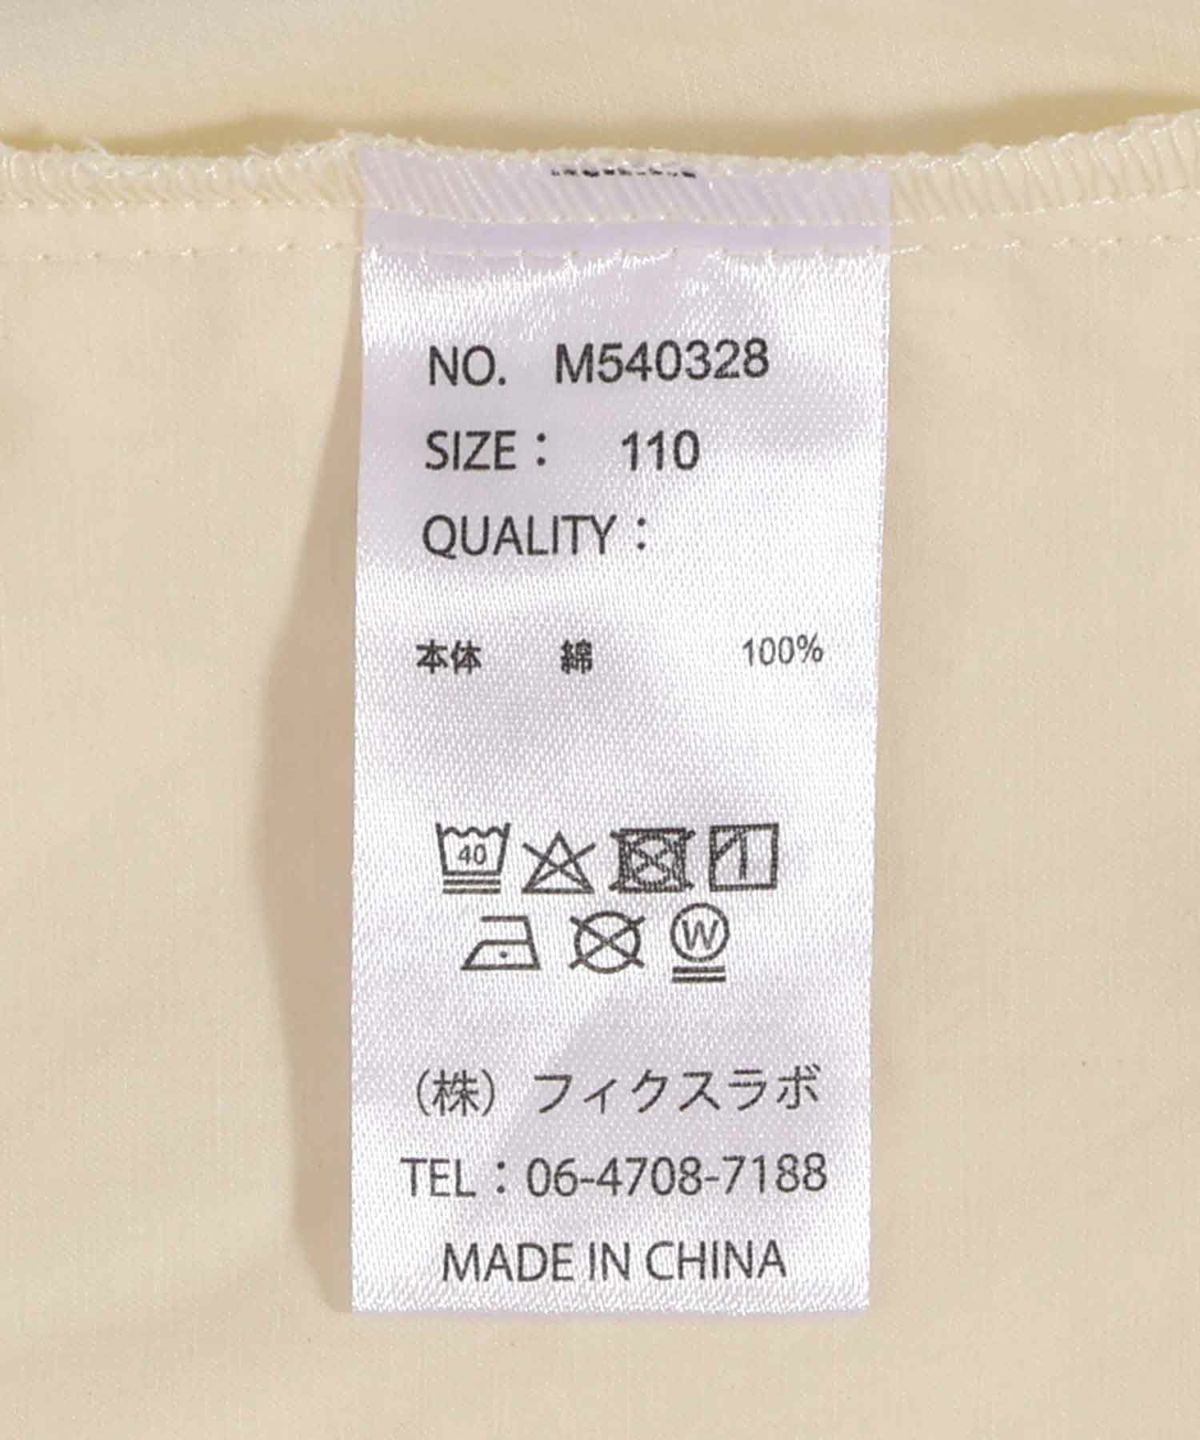 NO. M540328
SIZE： 110
QUALITY：
本体 綿 100%
40
W
（株）フィクスラボ
TEL：06-4708-7188
MADE IN CHINA